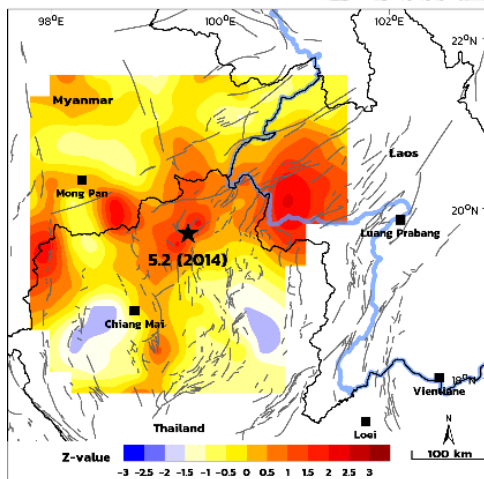 98°E 100°E 102°E
22°N
Myanmar
Laos
Mong Pan
20°N
Luang Prabang
5.2 (2014)
Chiang Mai
18°N
Vientiane
Thailand
Loei
N
Z-value
-3 -2.5 -2 -1.5 -1 -0.5 0 0.5 1 1.5 2 2.5 3
100 km